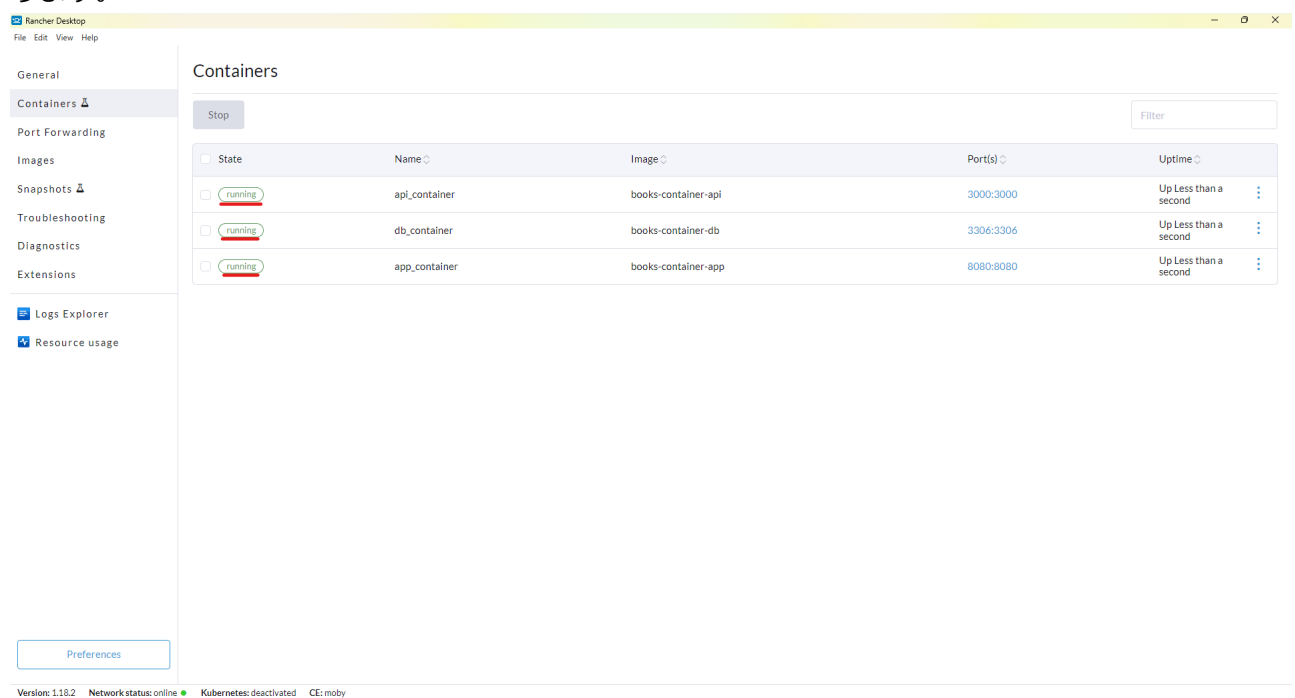 Rancher Desktop
File Edit View Help
General
Containers
Port Forwarding
Images
Snapshots
Troubleshooting
Diagnostics
Extensions
Logs Explorer
Resource usage
Preferences
Containers
Stop
Filter
State Name Image Port(s) Uptime
running api_container books-container-api 3000:3000 Up Less than a
second
running db_container books-container-db 3306:3306 Up Less than a
second
running app_container books-container-app 8080:8080 Up Less than a
second
Version: 1.18.2 Network status: online Kubernetes: deactivated CE: moby